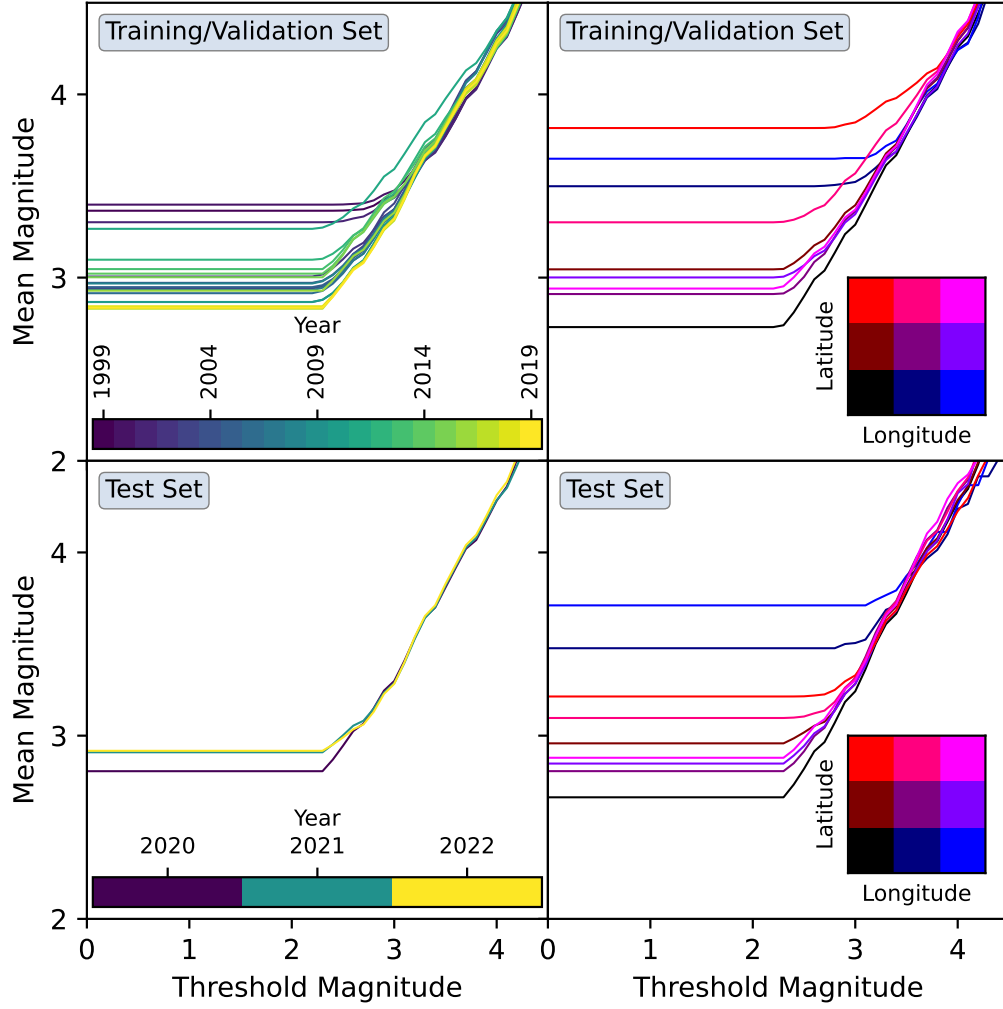 Training/Validation Set
Training/Validation Set
4
3
2
Mean Magnitude
Year
1999
2004
2009
2014
2019
Latitude
Longitude
Test Set
Test Set
4
3
2
Mean Magnitude
Year
2020
2021
2022
Latitude
Longitude
0
1
2
3
4
0
1
2
3
4
Threshold Magnitude
Threshold Magnitude